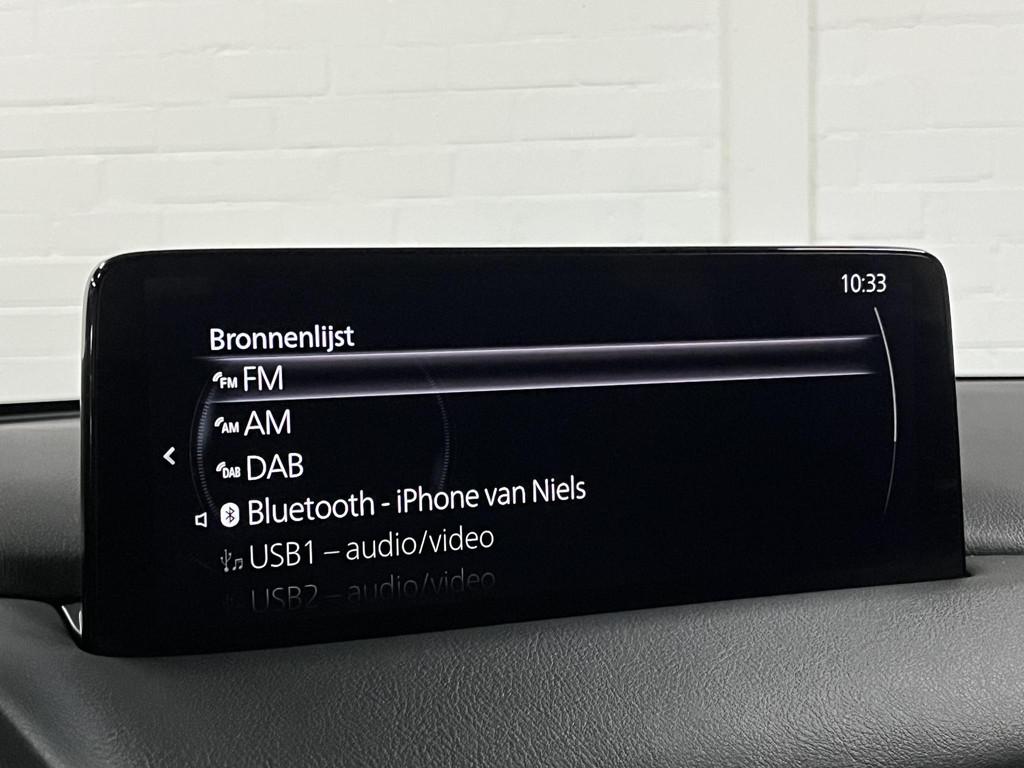 10:33
Bronnenlijst
FM FM
AM AM
DAB DAB
Bluetooth - iPhone van Niels
USB1 – audio/video
USB2 – audio/video